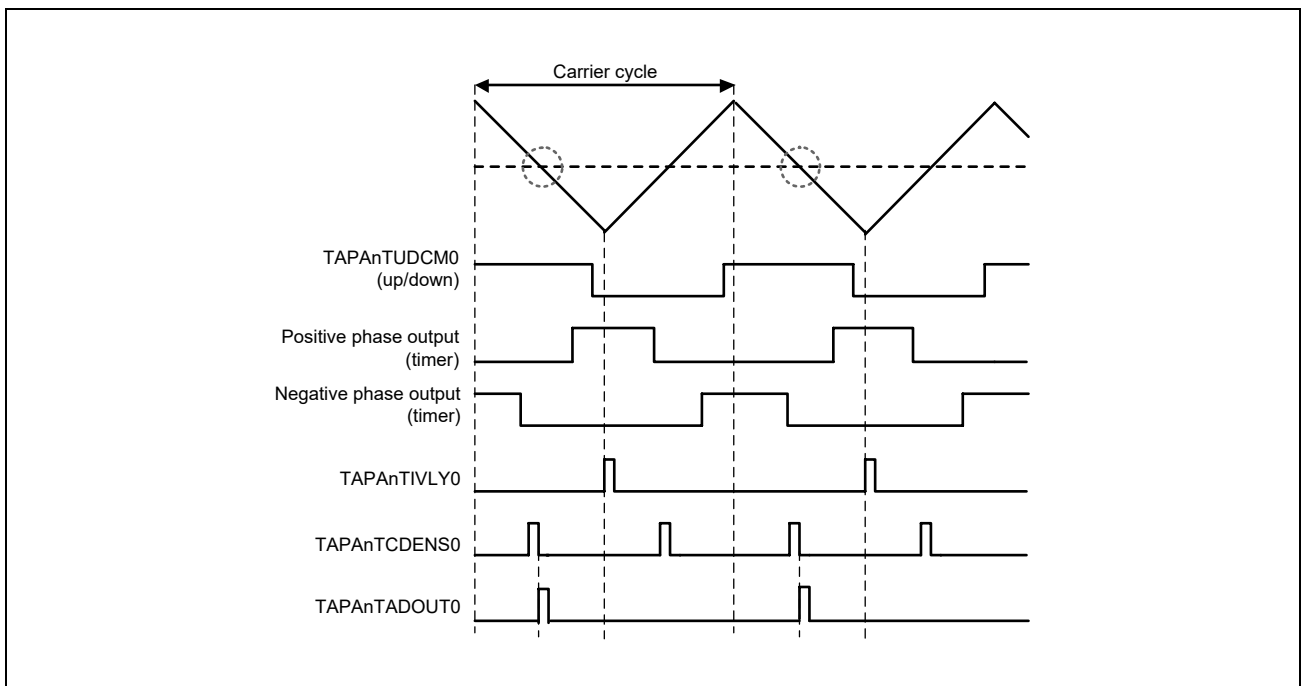 Carrier cycle
TAPAnTUDCM0
(up/down)
Positive phase output
(timer)
Negative phase output
(timer)
TAPAnTIVLY0
TAPAnTCDENS0
TAPAnTADOUT0